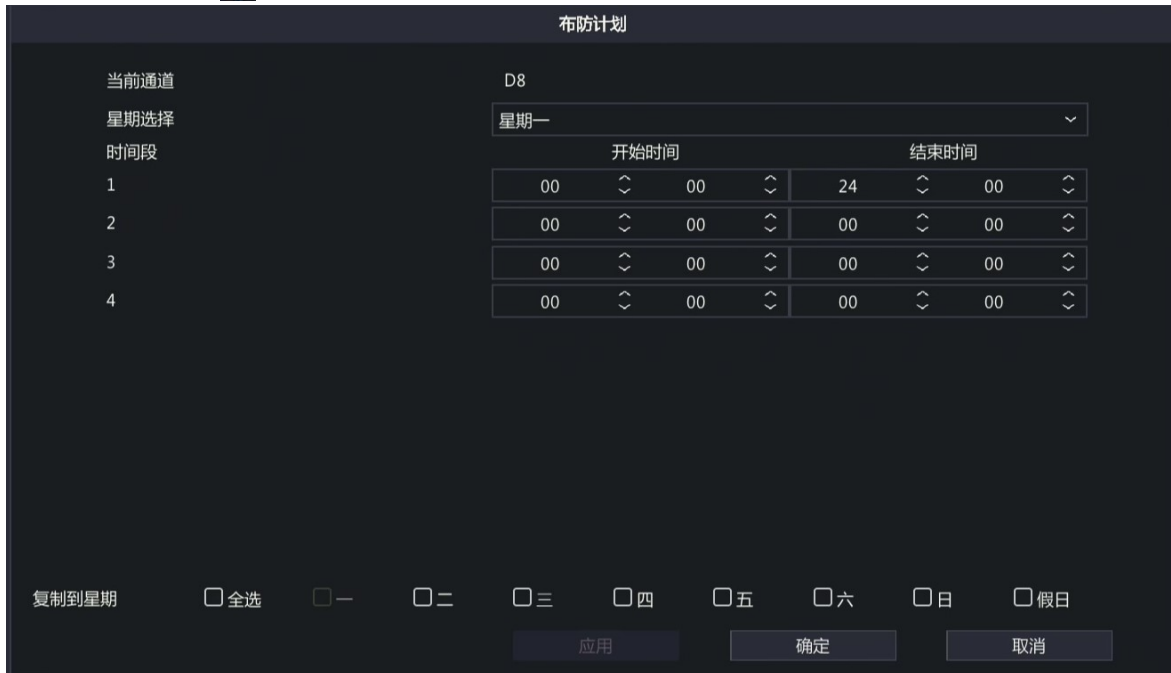 布防计划
当前通道 D8
星期选择 星期一
时间段 开始时间 结束时间
1 00 00 24 00
2 00 00 00 00
3 00 00 00 00
4 00 00 00 00
复制到星期 全选 一 二 三 四 五 六 日 假日
应用 确定 取消